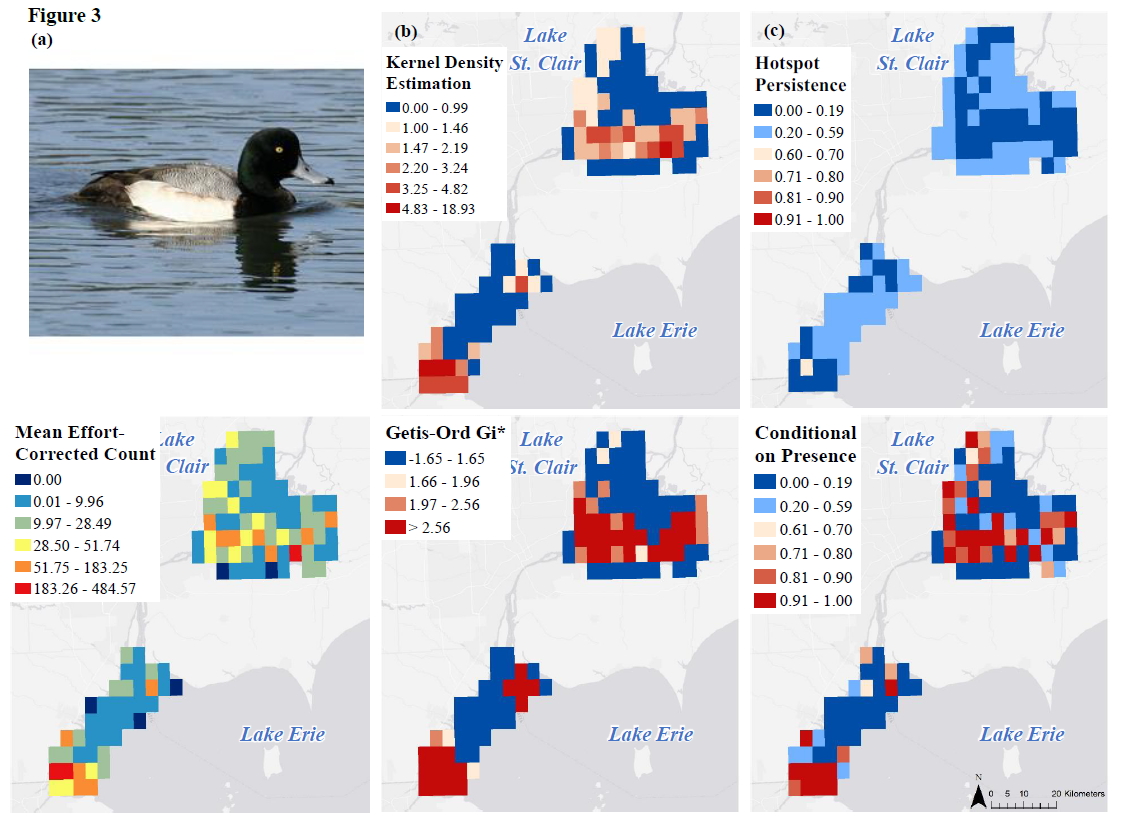 Figure 3
(a)
(b)
Kernel Density
Estimation
0.00 - 0.99
1.00 - 1.46
1.47 - 2.19
2.20 - 3.24
3.25 - 4.82
4.83 - 18.93
Lake
St. Clair
Lake Erie
(c)
Hotspot
Persistence
0.00 - 0.19
0.20 - 0.59
0.60 - 0.70
0.71 - 0.80
0.81 - 0.90
0.91 - 1.00
Lake
St. Clair
Lake Erie
Mean Effort-
Corrected Count
0.00
0.01 - 9.96
9.97 - 28.49
28.50 - 51.74
51.75 - 183.25
183.26 - 484.57
Lake
Clair
Lake Erie
Getis-Ord Gi*
-1.65 - 1.65
1.66 - 1.96
1.97 - 2.56
> 2.56
Lake
St. Clair
Lake Erie
Conditional
on Presence
0.00 - 0.19
0.20 - 0.59
0.61 - 0.70
0.71 - 0.80
0.81 - 0.90
0.91 - 1.00
Lake
St. Clair
Lake Erie
N
0 5 10 20 Kilometers